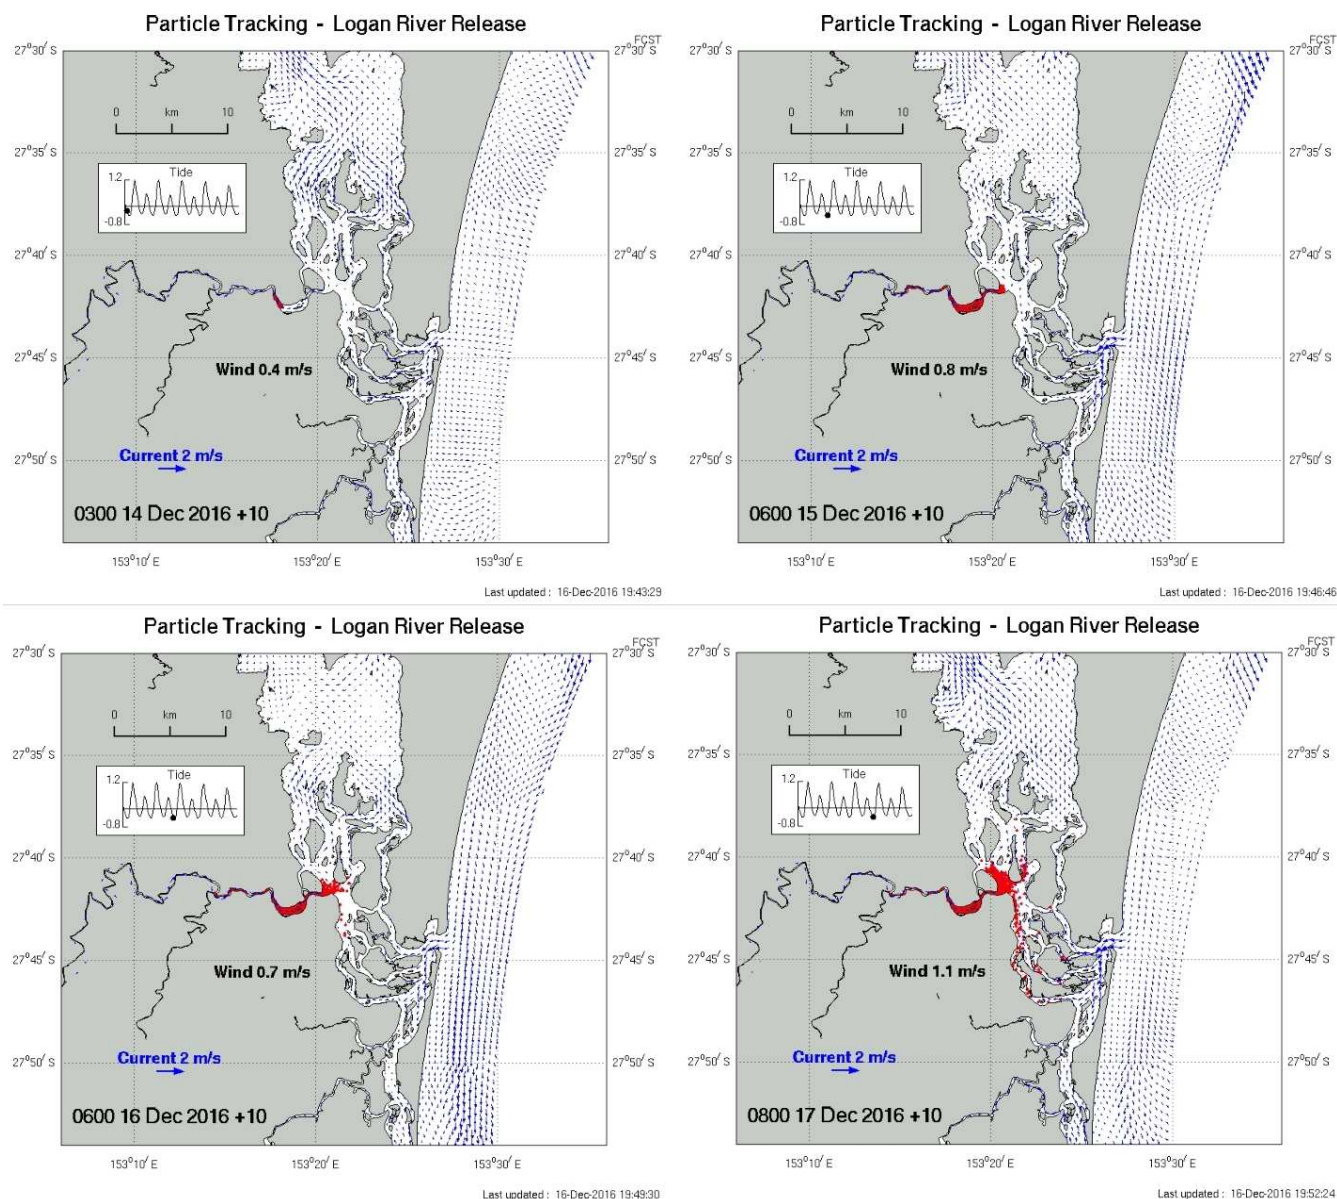 Particle Tracking - Logan River Release
FCST
27°30′ S
27°30′ S
0 km 10
27°35′ S
27°35′ S
Tide
1.2
-0.8
27°40′ S
27°40′ S
27°45′ S
27°45′ S
Wind 0.4 m/s
Current 2 m/s
27°50′ S
27°50′ S
0300 14 Dec 2016 +10
153°10′ E 153°20′ E 153°30′ E
Last updated : 16-Dec-2016 19:43:29
Particle Tracking - Logan River Release
FCST
27°30′ S
27°30′ S
0 km 10
27°35′ S
27°35′ S
Tide
1.2
-0.8
27°40′ S
27°40′ S
27°45′ S
27°45′ S
Wind 0.8 m/s
Current 2 m/s
27°50′ S
27°50′ S
0600 15 Dec 2016 +10
153°10′ E 153°20′ E 153°30′ E
Last updated : 16-Dec-2016 19:46:46
Particle Tracking - Logan River Release
FCST
27°30′ S
27°30′ S
0 km 10
27°35′ S
27°35′ S
Tide
1.2
-0.8
27°40′ S
27°40′ S
27°45′ S
27°45′ S
Wind 0.7 m/s
Current 2 m/s
27°50′ S
27°50′ S
0600 16 Dec 2016 +10
153°10′ E 153°20′ E 153°30′ E
Last updated : 16-Dec-2016 19:49:30
Particle Tracking - Logan River Release
FCST
27°30′ S
27°30′ S
0 km 10
27°35′ S
27°35′ S
Tide
1.2
-0.8
27°40′ S
27°40′ S
27°45′ S
27°45′ S
Wind 1.1 m/s
Current 2 m/s
27°50′ S
27°50′ S
0800 17 Dec 2016 +10
153°10′ E 153°20′ E 153°30′ E
Last updated : 16-Dec-2016 19:52:24